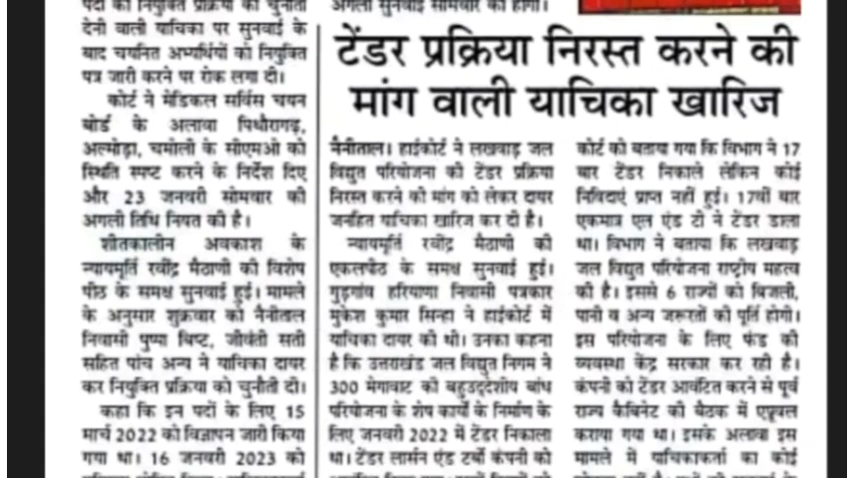 पदों की नियुक्ति प्रक्रिया को चुनौती
देनी वाली याचिका पर सुनवाई के
बाद चयनित अभ्यर्थियों को नियुक्ति
पत्र जारी करने पर रोक लगा दी।
कोर्ट ने मेडिकल सर्विस चयन
बोर्ड के अलावा पिथौरागढ़,
अल्मोड़ा, चमोली के सीएमओ को
स्थिति स्पष्ट करने के निर्देश दिए
और 23 जनवरी सोमवार की
अगली तिथि नियत की है।
शीतकालीन अवकाश के
न्यायमूर्ति रवींद्र मैठाणी की विशेष
पीठ के समक्ष सुनवाई हुई। मामले
के अनुसार शुक्रवार को नैनीताल
निवासी पुष्पा बिष्ट, जीवंती सती
सहित पांच अन्य ने याचिका दायर
कर नियुक्ति प्रक्रिया को चुनौती दी।
कहा कि इन पदों के लिए 15
मार्च 2022 को विज्ञापन जारी किया
गया था। 16 जनवरी 2023 को
अगली सुनवाई सोमवार को होगी।
टेंडर प्रक्रिया निरस्त करने की
मांग वाली याचिका खारिज
नैनीताल। हाईकोर्ट ने लखवाड़ जल
विद्युत परियोजना की टेंडर प्रक्रिया
निरस्त करने की मांग को लेकर दायर
जनहित याचिका खारिज कर दी है।
न्यायमूर्ति रवींद्र मैठाणी की
एकलपीठ के समक्ष सुनवाई हुई।
गुड़गांव हरियाणा निवासी पत्रकार
मुकेश कुमार सिन्हा ने हाईकोर्ट में
याचिका दायर की थी। उनका कहना
है कि उत्तराखंड जल विद्युत निगम ने
300 मेगावाट की बहुउद्देशीय बांध
परियोजना के शेष कार्यों के निर्माण के
लिए जनवरी 2022 में टेंडर निकाला
था। टेंडर लार्सन एंड टर्बो कंपनी को
कोर्ट को बताया गया कि विभाग ने 17
बार टेंडर निकाले लेकिन कोई
निविदाएं प्राप्त नहीं हुई। 17वीं बार
एकमात्र एल एंड टी ने टेंडर डाला
था। विभाग ने बताया कि लखवाड़
जल विद्युत परियोजना राष्ट्रीय महत्व
की है। इससे 6 राज्यों को बिजली,
पानी व अन्य जरूरतों की पूर्ति होगी।
इस परियोजना के लिए फंड की
व्यवस्था केंद्र सरकार कर रही है।
कंपनी को टेंडर आवंटित करने से पूर्व
राज्य कैबिनेट की बैठक में एप्रूवल
कराया गया था। इसके अलावा इस
मामले में याचिकाकर्ता का कोई